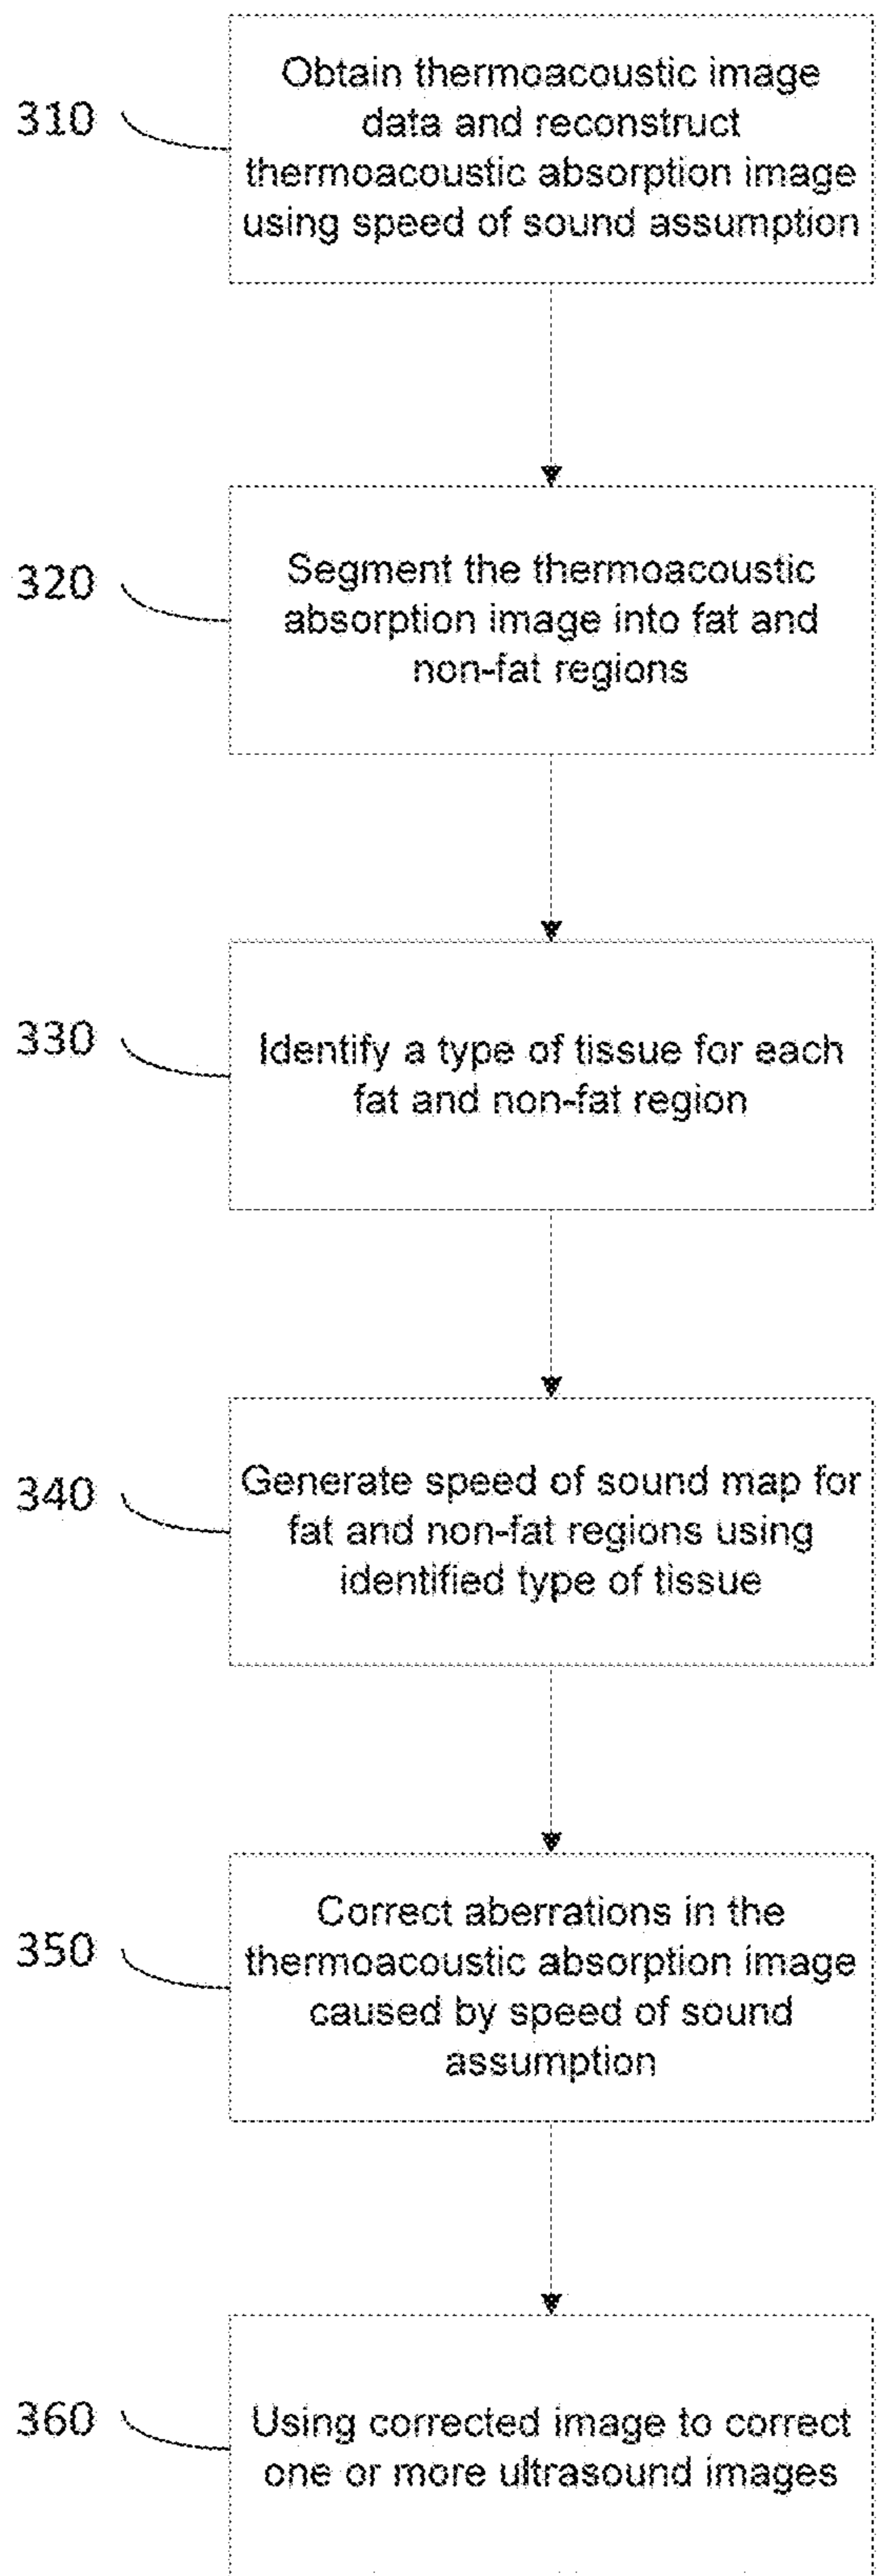 310
Obtain thermoacoustic image
data and reconstruct
thermoacoustic absorption image
using speed of sound assumption
320
Segment the thermoacoustic
absorption image into fat and
non-fat regions
330
Identify a type of tissue for each
fat and non-fat region
340
Generate speed of sound map for
fat and non-fat regions using
identified type of tissue
350
Correct aberrations in the
thermoacoustic absorption image
caused by speed of sound
assumption
360
Using corrected image to correct
one or more ultrasound images